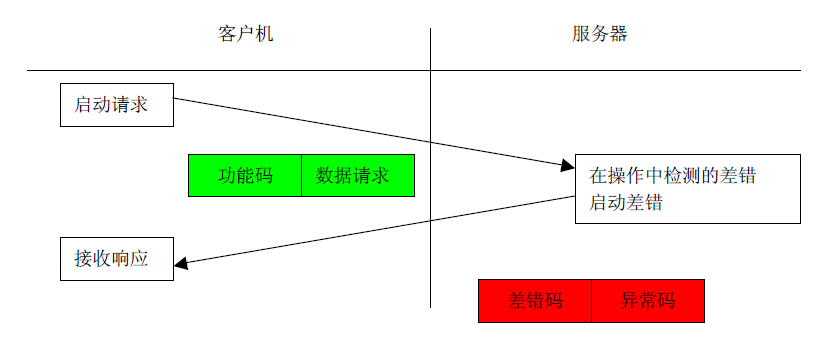 客户机
服务器
启动请求
功能码
数据请求
在操作中检测的差错
启动差错
接收响应
差错码
异常码